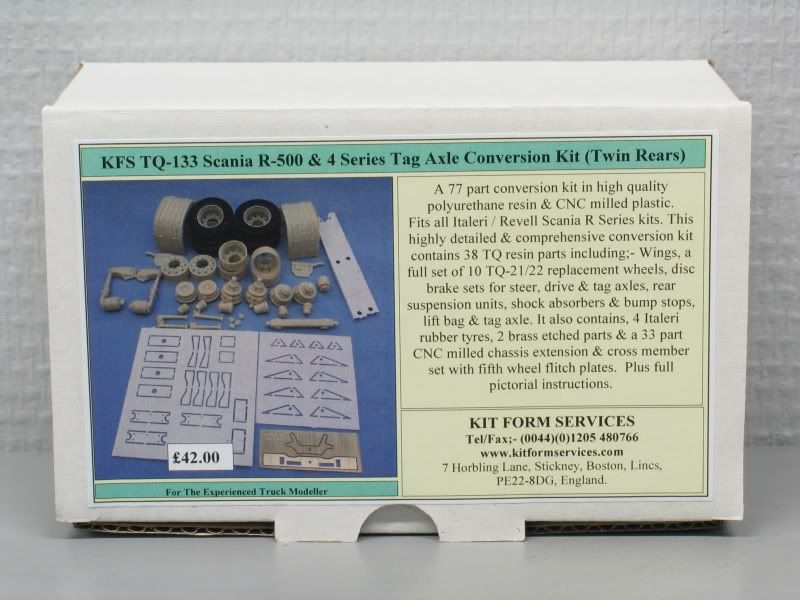 KFS TQ-133 Scania R-500 & 4 Series Tag Axle Conversion Kit (Twin Rears)
A 77 part conversion kit in high quality
polyurethane resin & CNC milled plastic.
Fits all Italeri / Revell Scania R Series kits. This
highly detailed & comprehensive conversion kit
contains 38 TQ resin parts including;- Wings, a
full set of 10 TQ-21/22 replacement wheels, disc
brake sets for steer, drive & tag axles, rear
suspension units, shock absorbers & bump stops,
lift bag & tag axle. It also contains, 4 Italeri
rubber tyres, 2 brass etched parts & a 33 part
CNC milled chassis extension & cross member
set with fifth wheel flitch plates. Plus full
pictorial instructions.
£42.00
For The Experienced Truck Modeller
KIT FORM SERVICES
Tel/Fax;- (0044)(0)1205 480766
www.kitformservices.com
7 Horbling Lane, Stickney, Boston, Lincs,
PE22-8DG, England.